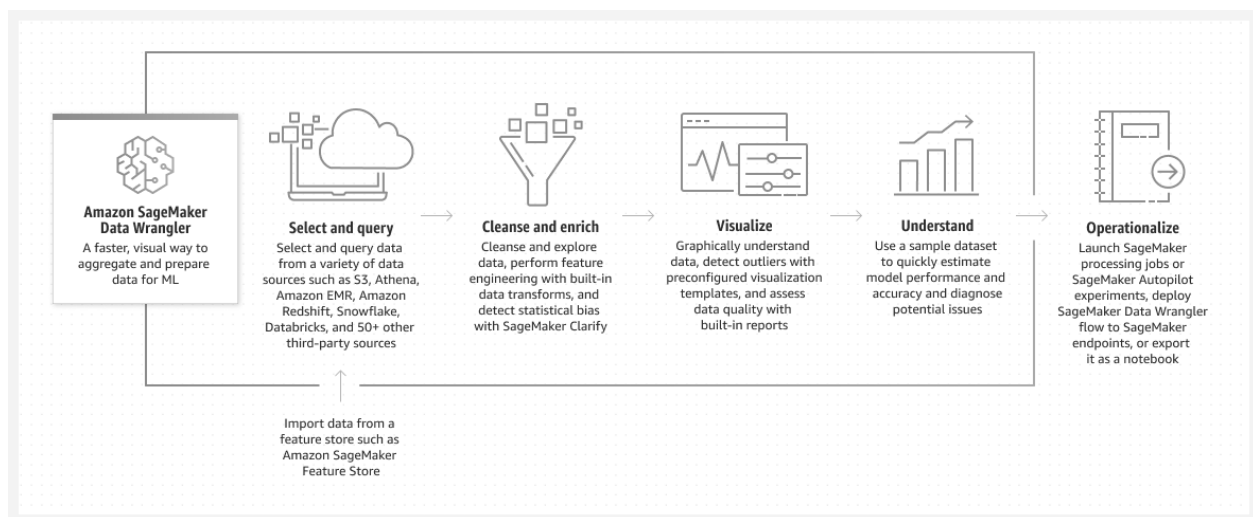 Amazon SageMaker
Data Wrangler
A faster, visual way to
aggregate and prepare
data for ML
Select and query
Select and query data
from a variety of data
sources such as S3, Athena,
Amazon EMR, Amazon
Redshift, Snowflake,
Databricks, and 50+ other
third-party sources
Import data from a
feature store such as
Amazon SageMaker
Feature Store
Cleanse and enrich
Cleanse and explore
data, perform feature
engineering with built-in
data transforms, and
detect statistical bias
with SageMaker Clarify
Visualize
Graphically understand
data, detect outliers with
preconfigured visualization
templates, and assess
data quality with
built-in reports
Understand
Use a sample dataset
to quickly estimate
model performance and
accuracy and diagnose
potential issues
Operationalize
Launch SageMaker
processing jobs or
SageMaker Autopilot
experiments, deploy
SageMaker Data Wrangler
flow to SageMaker
endpoints, or export
it as a notebook